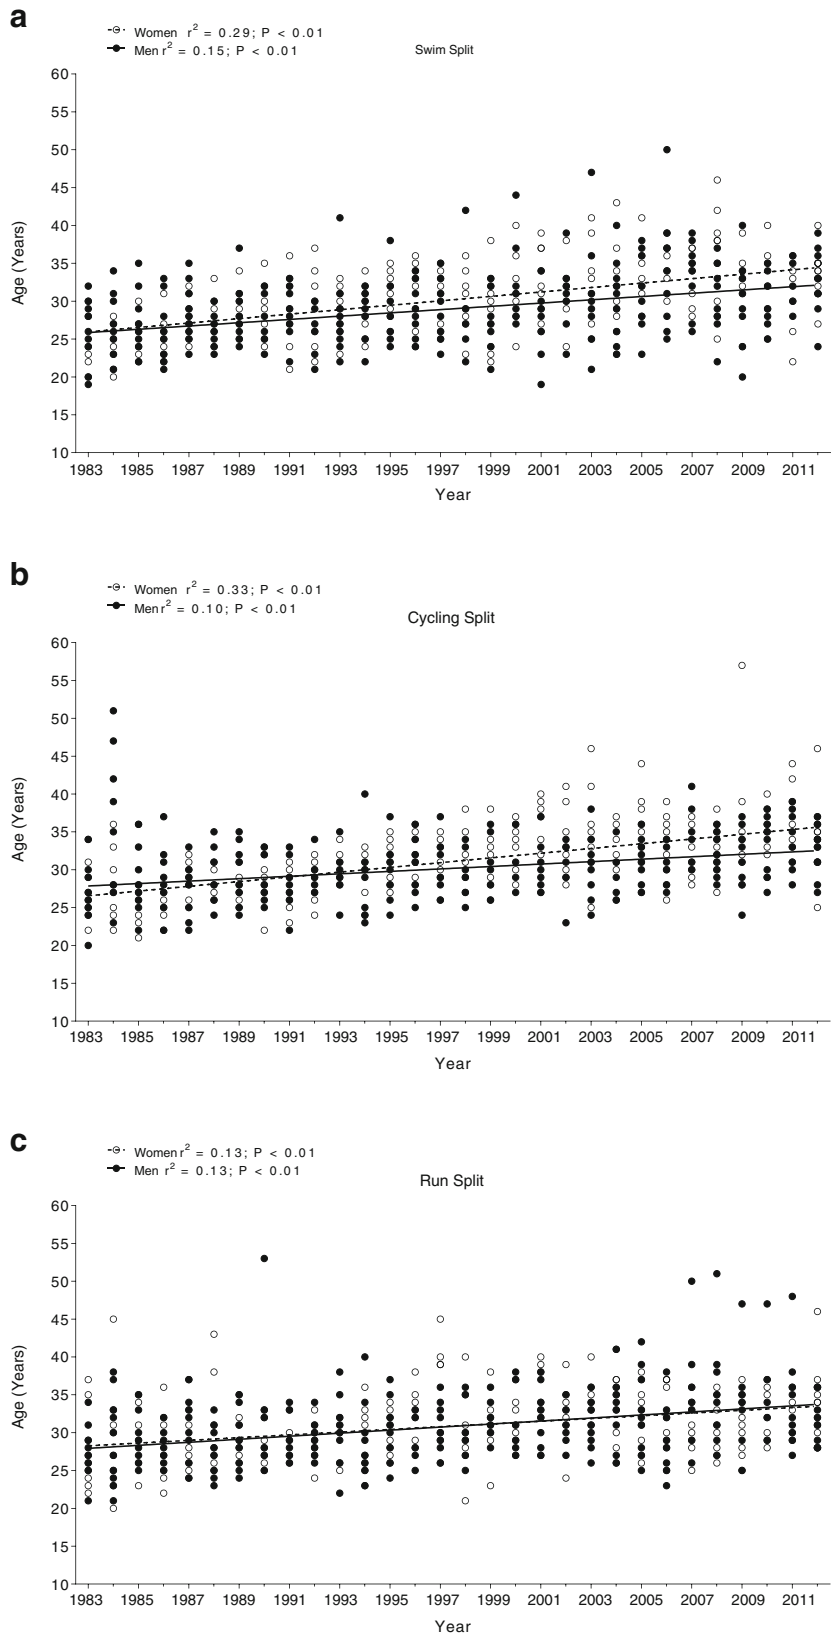 a
Women r² = 0.29; P < 0.01
Men r² = 0.15; P < 0.01
Swim Split
60
55
50
45
40
35
30
25
20
15
10
Age (Years)
1983 1985 1987 1989 1991 1993 1995 1997 1999 2001 2003 2005 2007 2009 2011
Year
b
Women r² = 0.33; P < 0.01
Men r² = 0.10; P < 0.01
Cycling Split
60
55
50
45
40
35
30
25
20
15
10
Age (Years)
1983 1985 1987 1989 1991 1993 1995 1997 1999 2001 2003 2005 2007 2009 2011
Year
c
Women r² = 0.13; P < 0.01
Men r² = 0.13; P < 0.01
Run Split
60
55
50
45
40
35
30
25
20
15
10
Age (Years)
1983 1985 1987 1989 1991 1993 1995 1997 1999 2001 2003 2005 2007 2009 2011
Year